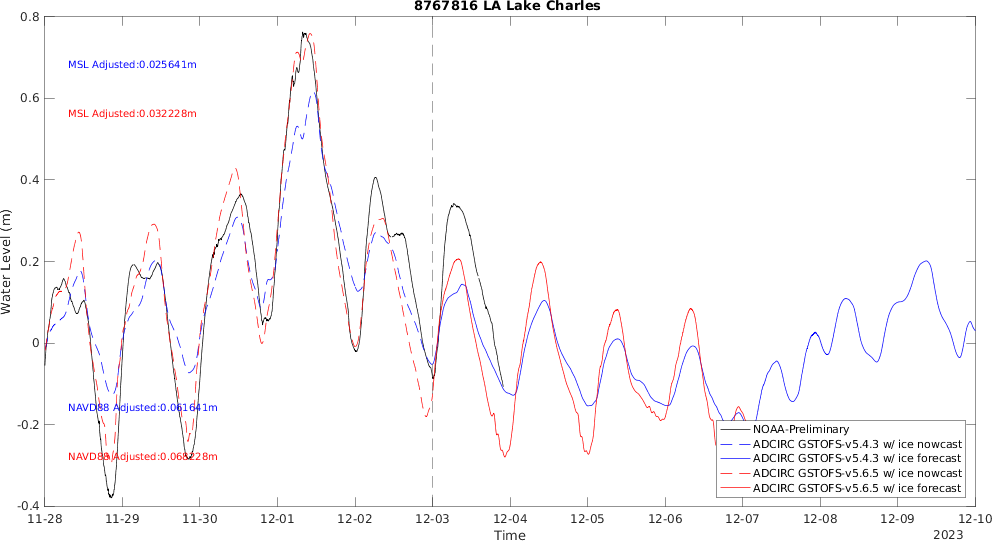 8767816 LA Lake Charles
0.8
0.6
0.4
0.2
0
-0.2
-0.4
Water Level (m)
MSL Adjusted:0.025641m
MSL Adjusted:0.032228m
NAVD88 Adjusted:0.061641m
NAVD88 Adjusted:0.068228m
NOAA-Preliminary
ADCIRC GSTOFS-v5.4.3 w/ ice nowcast
ADCIRC GSTOFS-v5.4.3 w/ ice forecast
ADCIRC GSTOFS-v5.6.5 w/ ice nowcast
ADCIRC GSTOFS-v5.6.5 w/ ice forecast
11-28 11-29 11-30 12-01 12-02 12-03 12-04 12-05 12-06 12-07 12-08 12-09 12-10
Time
2023